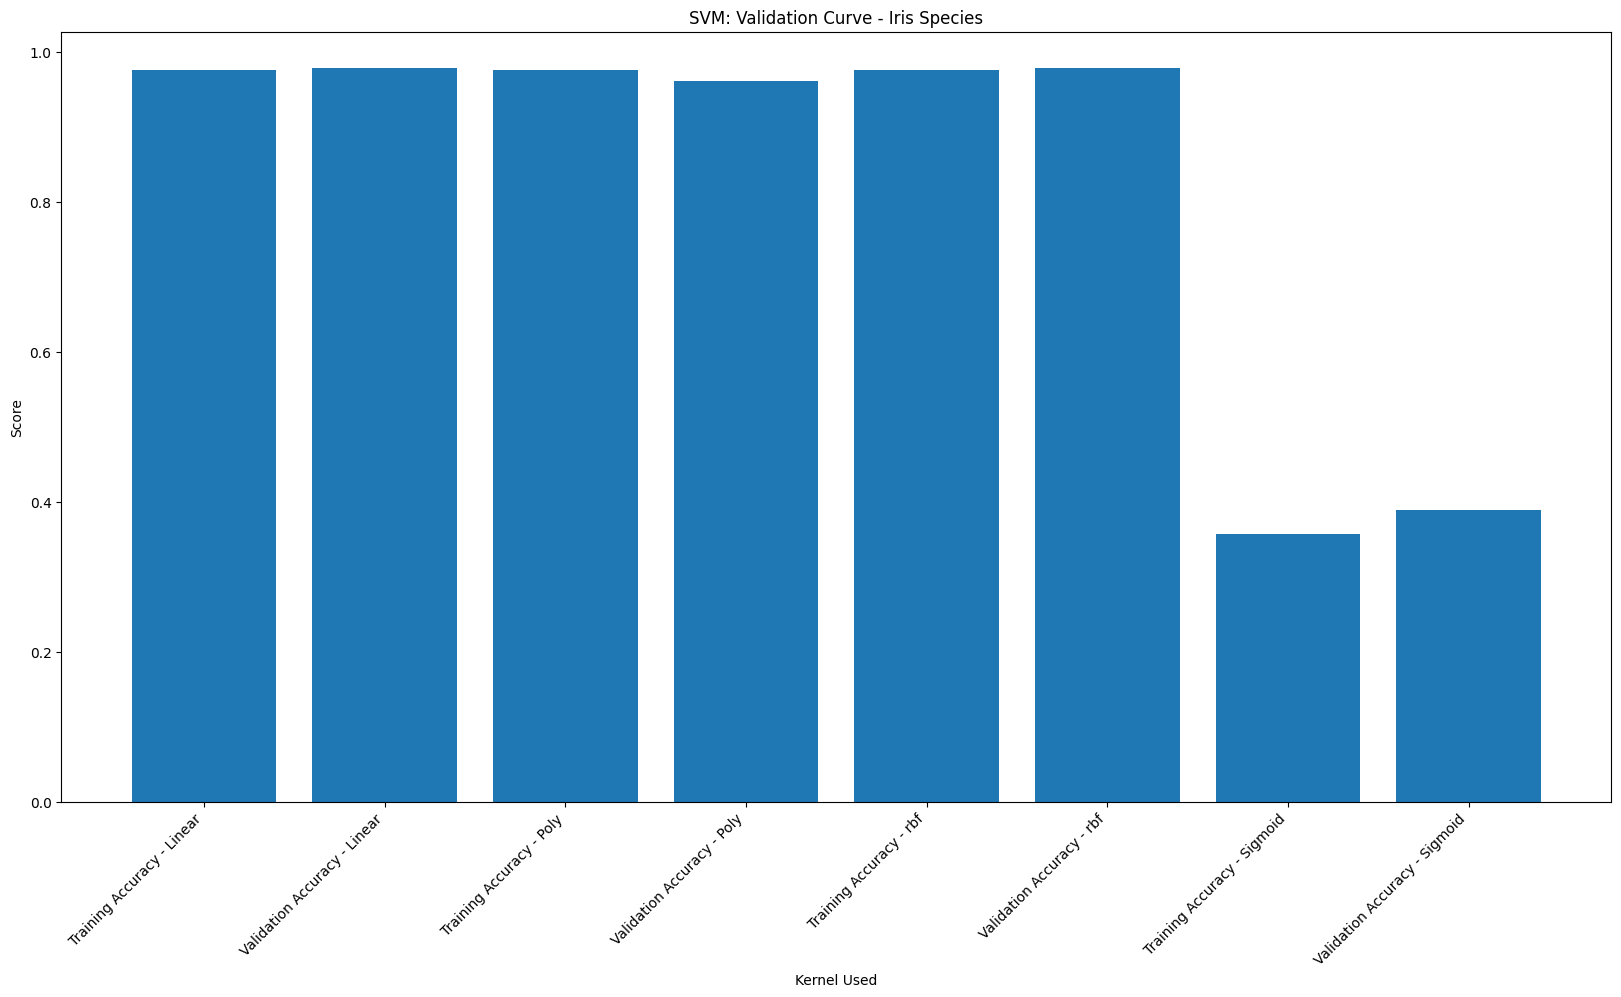 SVM: Validation Curve - Iris Species
1.0
0.8
0.6
0.4
0.2
0.0
Score
Training Accuracy - Linear
Validation Accuracy - Linear
Training Accuracy - Poly
Validation Accuracy - Poly
Training Accuracy - rbf
Validation Accuracy - rbf
Training Accuracy - Sigmoid
Validation Accuracy - Sigmoid
Kernel Used